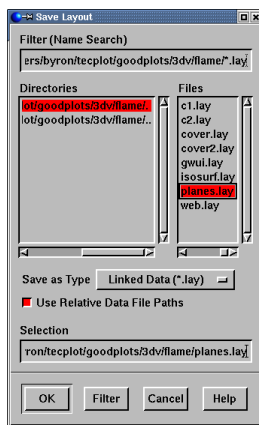 Save Layout
Filter (Name Search)
ers/byron/tecplot/goodplots/3dv/flame/*.lay
Directories Files
lot/goodplots/3dv/flame/. c1.lay
lot/goodplots/3dv/flame/.. c2.lay
cover.lay
cover2.lay
gwui.lay
isosurf.lay
planes.lay
web.lay
Save as Type Linked Data (*.lay)
Use Relative Data File Paths
Selection
ron/tecplot/goodplots/3dv/flame/planes.lay
OK Filter Cancel Help